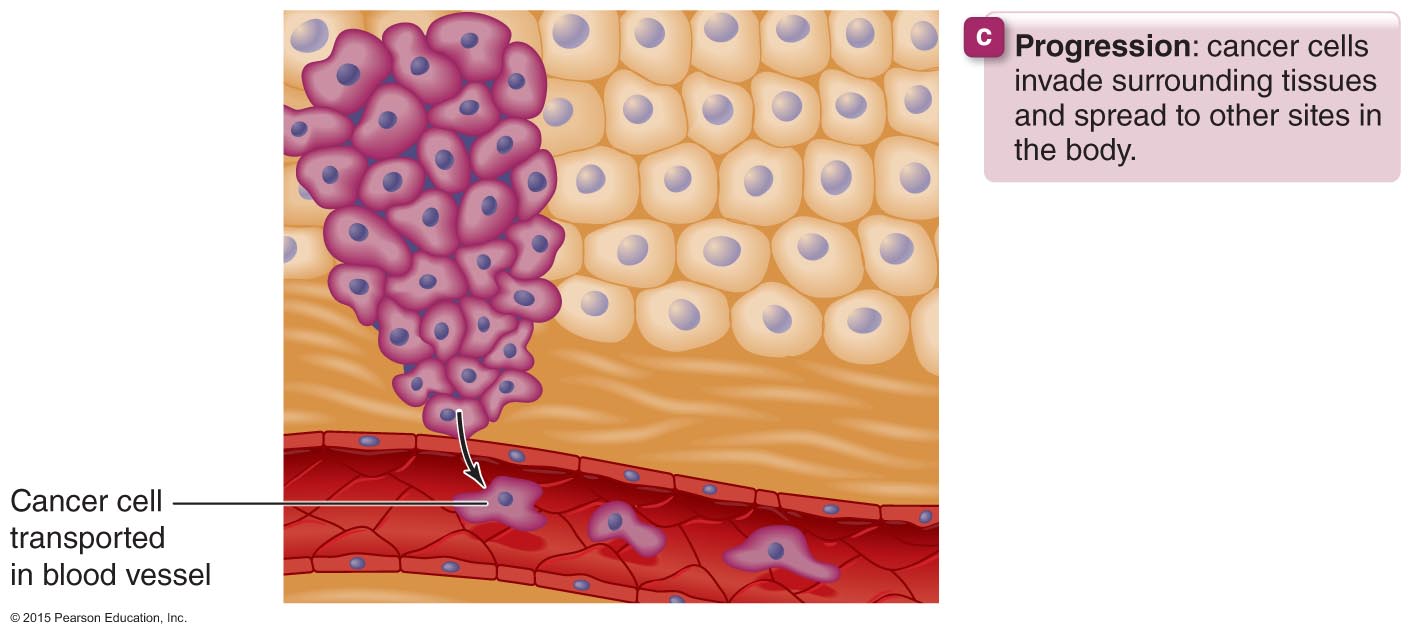 C
Progression: cancer cells
invade surrounding tissues
and spread to other sites in
the body.
Cancer cell
transported
in blood vessel
© 2015 Pearson Education, Inc.